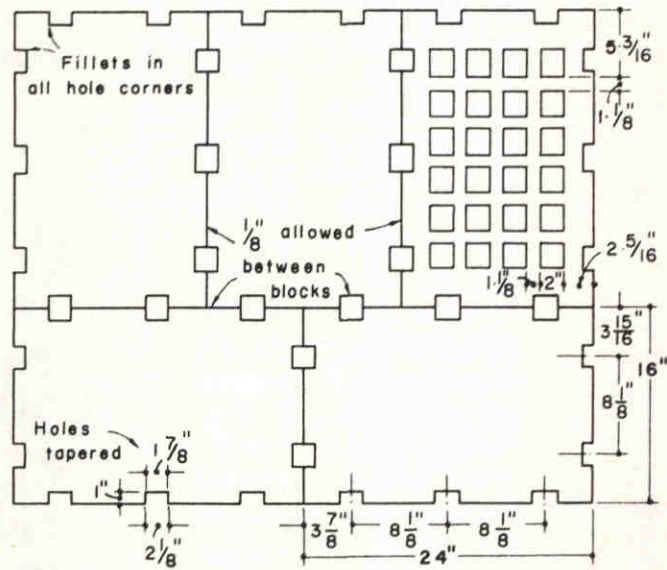 Fillets in
all hole corners
5 3/16"
1 1/8"
1/8" allowed
between
blocks
2 5/16"
1 1/8"
2"
3 15/16
16"
8 1/8"
Holes
tapered
1 7/8"
1"
2 1/8"
3 7/8"
8 1/8"
8 1/8"
24"